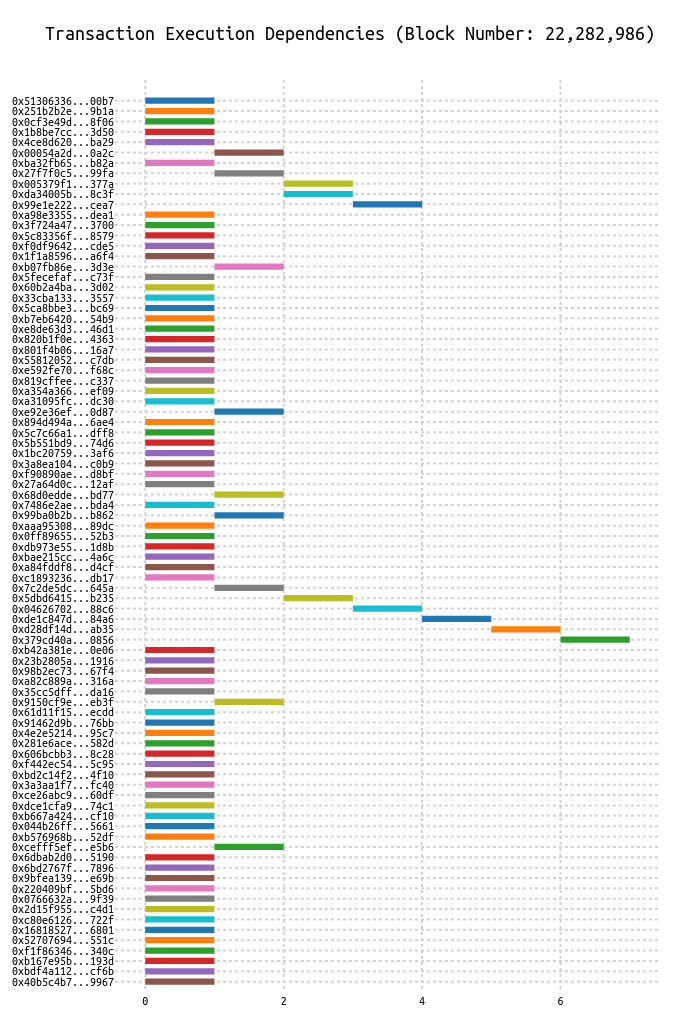 Transaction Execution Dependencies (Block Number: 22,282,986)
0x51306336...00b7
0x251b2b2e...9b1a
0x0cf3e49d...8f06
0x1b8be7cc...3d50
0x4ce8d620...ba29
0x00054a2d...0a2c
0xba32fb65...b82a
0x27f7f0c5...99fa
0x005379f1...377a
0xda34005b...8c3f
0x99e1e222...cea7
0xa98e3355...dea1
0x3f724a47...3700
0x5c83356f...8579
0xf0df9642...cde5
0x1f1a8596...a6f4
0xb07fb86e...3d3e
0x5fecefaf...c73f
0x60b2a4ba...3d02
0x33cba133...3557
0x5ca8bbe3...bc69
0xb7eb6420...54b9
0xe8de63d3...46d1
0x820b1f0e...4363
0x801f4b06...16a7
0x55812052...c7db
0xe592fe70...f68c
0x819cffee...c337
0xa354a366...ef09
0xa31095fc...dc30
0xe92e36ef...0d87
0x894d494a...6ae4
0x5c7c66a1...dff8
0x5b551bd9...74d6
0x1bc20759...3af6
0x3a8ea104...c0b9
0xf90890ae...d8bf
0x27a64d0c...12af
0x68d0edde...bd77
0x7486e2ae...bda4
0x99ba0b2b...b862
0xaaa95308...89dc
0x0ff89655...52b3
0xdb973e55...1d8b
0xbae215cc...4a6c
0xa84fddf8...d4cf
0xc1893236...db17
0x7c2de5dc...645a
0x5dbd6415...b235
0x04626702...88c6
0xde1c847d...84a6
0xd28df14d...ab35
0x379cd40a...0856
0xb42a381e...0e06
0x23b2805a...1916
0x98b2ec73...67f4
0xa82c889a...316a
0x35cc5dff...da16
0x9150cf9e...eb3f
0x61d11f15...ecdd
0x91462d9b...76bb
0x4e2e5214...95c7
0x281e6ace...582d
0x606bcbb3...8c28
0xf442ec54...5c95
0xbd2c14f2...4f10
0x3a3aa1f7...fc40
0xce26abc9...60df
0xdce1cfa9...74c1
0xb667a424...cf10
0x044b26ff...5661
0xb576968b...52df
0xcefff5ef...e5b6
0x6dbab2d0...5190
0x6bd2767f...7896
0x9bfea139...e69b
0x220409bf...5bd6
0x0766632a...9f39
0x2d15f955...c4d1
0xc80e6126...722f
0x16818527...6801
0x52707694...551c
0xf1f86346...340c
0xb167e95b...193d
0xbdf4a112...cf6b
0x40b5c4b7...9967
0 2 4 6